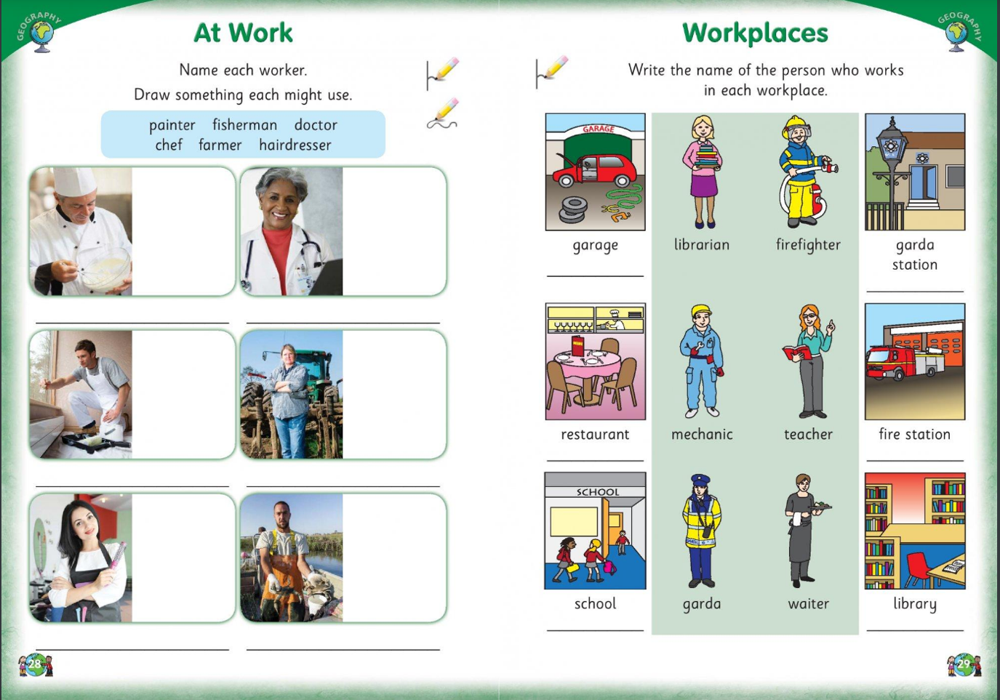 GEOGRAPHY
At Work
Name each worker.
Draw something each might use.
painter fisherman doctor
chef farmer hairdresser
28
GEOGRAPHY
Workplaces
Write the name of the person who works
in each workplace.
GARAGE
garage
librarian
firefighter
garda
station
restaurant
mechanic
teacher
fire station
SCHOOL
school
garda
waiter
library
29